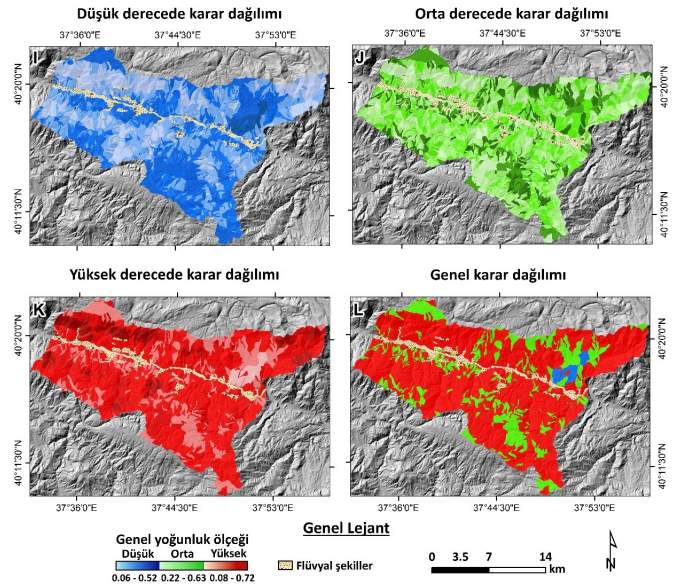 Düşük derecede karar dağılımı
Orta derecede karar dağılımı
37°36'0"E 37°44'30"E 37°53'0"E
37°36'0"E 37°44'30"E 37°53'0"E
I
J
40°20'0"N
40°11'30"N
40°20'0"N
40°11'30"N
Yüksek derecede karar dağılımı
Genel karar dağılımı
K
L
40°20'0"N
40°11'30"N
40°20'0"N
40°11'30"N
37°36'0"E 37°44'30"E 37°53'0"E
37°36'0"E 37°44'30"E 37°53'0"E
Genel Lejant
Genel yoğunluk ölçeği
Düşük Orta Yüksek
0.06 - 0.52 0.22 - 0.63 0.08 - 0.72
Flüvyal şekiller
0 3.5 7 14
km
N